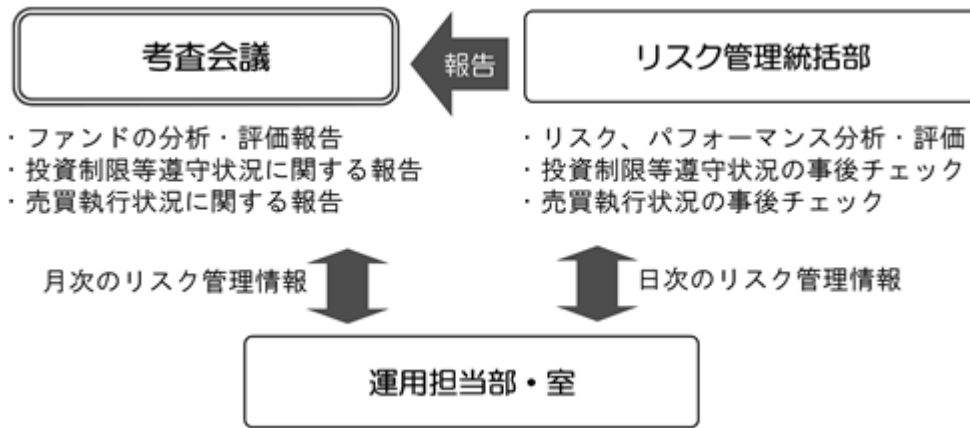 考査会議
報告
リスク管理統括部
・ファンドの分析・評価報告
・投資制限等遵守状況に関する報告
・売買執行状況に関する報告
・リスク、パフォーマンス分析・評価
・投資制限等遵守状況の事後チェック
・売買執行状況の事後チェック
月次のリスク管理情報
日次のリスク管理情報
運用担当部・室